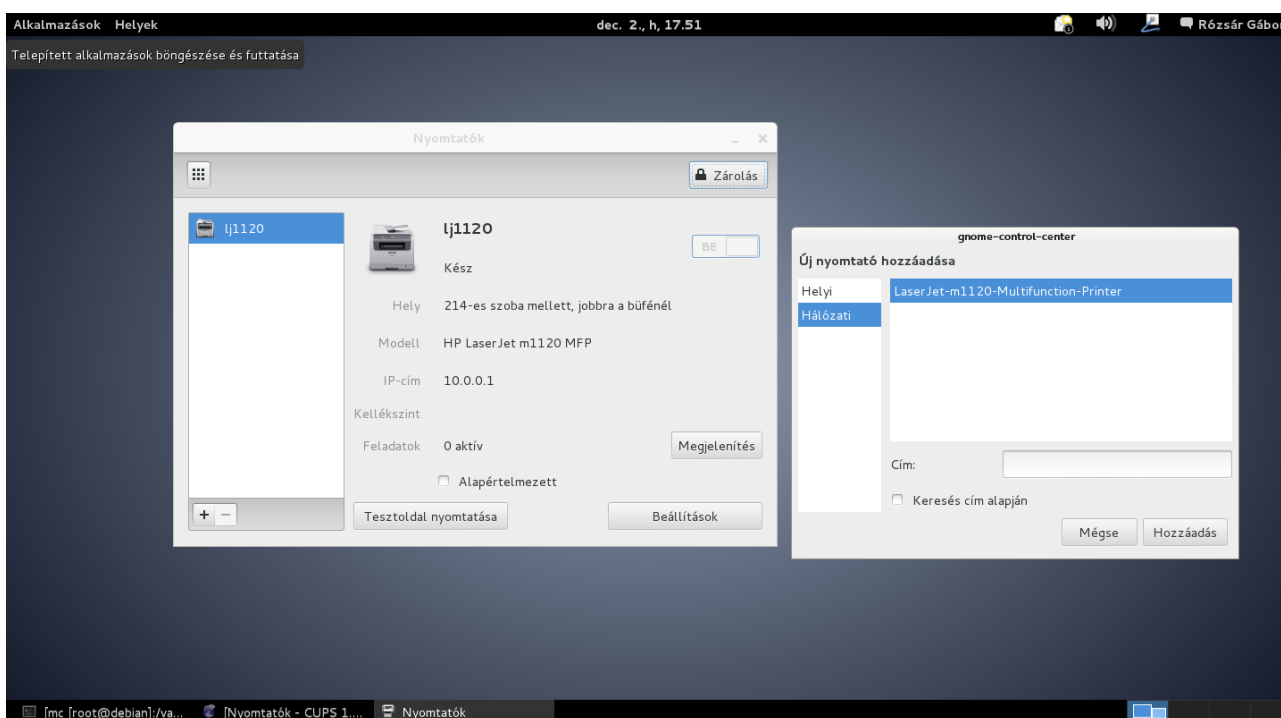 Alkalmazások Helyek dec. 2., h, 17.51 Rózsár Gábor
Telepített alkalmazások böngészése és futtatása
Nyomtatók
Zárolás
lj1120
lj1120
BE
Kész
Hely 214-es szoba mellett, jobbra a büfénél
Modell HP LaserJet m1120 MFP
IP-cím 10.0.0.1
Kellékszint
Feladatok 0 aktív Megjelenítés
Alapértelmezett
+ − Tesztoldal nyomtatása Beállítások
gnome-control-center
Új nyomtató hozzáadása
Helyi LaserJet-m1120-Multifunction-Printer
Hálózati
Cím:
Keresés cím alapján
Mégse Hozzáadás
[mc [root@debian]:/va... [Nyomtatók - CUPS 1.... Nyomtatók